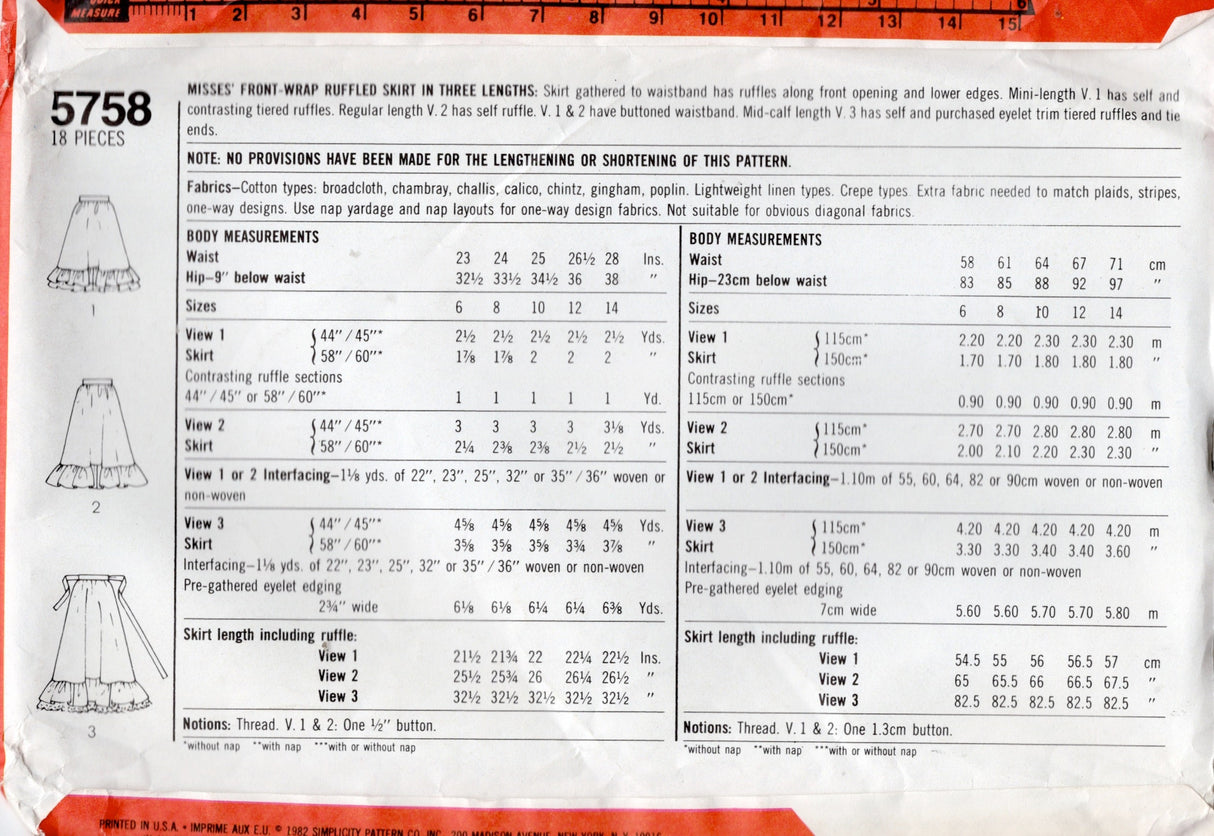 QUICK
MEASURE
1 2 3 4 5 6 7 8 9 10 11 12 13 14 15
5758
18 PIECES
MISSES' FRONT-WRAP RUFFLED SKIRT IN THREE LENGTHS: Skirt gathered to waistband has ruffles along front opening and lower edges. Mini-length V. 1 has self and
contrasting tiered ruffles. Regular length V. 2 has self ruffle. V. 1 & 2 have buttoned waistband. Mid-calf length V. 3 has self and purchased eyelet trim tiered ruffles and tie
ends.
NOTE: NO PROVISIONS HAVE BEEN MADE FOR THE LENGTHENING OR SHORTENING OF THIS PATTERN.
Fabrics—Cotton types: broadcloth, chambray, challis, calico, chintz, gingham, poplin. Lightweight linen types. Crepe types. Extra fabric needed to match plaids, stripes,
one-way designs. Use nap yardage and nap layouts for one-way design fabrics. Not suitable for obvious diagonal fabrics.
1
2
3
BODY MEASUREMENTS
Waist 23 24 25 26½ 28 Ins.
Hip—9" below waist 32½ 33½ 34½ 36 38 "
Sizes 6 8 10 12 14
View 1 44"/45"* 2½ 2½ 2½ 2½ 2½ Yds.
Skirt 58"/60"* 1⅞ 1⅞ 2 2 2 "
Contrasting ruffle sections
44"/45" or 58"/60"* 1 1 1 1 1 Yd.
View 2 44"/45"* 3 3 3 3 3⅛ Yds.
Skirt 58"/60"* 2¼ 2⅜ 2⅜ 2½ 2½ "
View 1 or 2 Interfacing—1⅛ yds. of 22", 23", 25", 32" or 35"/36" woven or
non-woven
View 3 44"/45"* 4⅝ 4⅝ 4⅝ 4⅝ 4⅝ Yds.
Skirt 58"/60"* 3⅝ 3⅝ 3⅝ 3¾ 3⅞ "
Interfacing—1⅛ yds. of 22", 23", 25", 32" or 35"/36" woven or non-woven
Pre-gathered eyelet edging
2¾" wide 6⅛ 6⅛ 6¼ 6¼ 6⅜ Yds.
Skirt length including ruffle:
View 1 21½ 21¾ 22 22¼ 22½ Ins.
View 2 25½ 25¾ 26 26¼ 26½ "
View 3 32½ 32½ 32½ 32½ 32½ "
Notions: Thread. V. 1 & 2: One ½" button.
*without nap **with nap ***with or without nap
BODY MEASUREMENTS
Waist 58 61 64 67 71 cm
Hip—23cm below waist 83 85 88 92 97 "
Sizes 6 8 10 12 14
View 1 115cm* 2.20 2.20 2.30 2.30 2.30 m
Skirt 150cm* 1.70 1.70 1.80 1.80 1.80 "
Contrasting ruffle sections
115cm or 150cm* 0.90 0.90 0.90 0.90 0.90 m
View 2 115cm* 2.70 2.70 2.80 2.80 2.80 m
Skirt 150cm* 2.00 2.10 2.20 2.30 2.30 "
View 1 or 2 Interfacing—1.10m of 55, 60, 64, 82 or 90cm woven or non-woven
View 3 115cm* 4.20 4.20 4.20 4.20 4.20 m
Skirt 150cm* 3.30 3.30 3.40 3.40 3.60 "
Interfacing—1.10m of 55, 60, 64, 82 or 90cm woven or non-woven
Pre-gathered eyelet edging
7cm wide 5.60 5.60 5.70 5.70 5.80 m
Skirt length including ruffle:
View 1 54.5 55 56 56.5 57 cm
View 2 65 65.5 66 66.5 67.5 "
View 3 82.5 82.5 82.5 82.5 82.5 "
Notions: Thread. V. 1 & 2: One 1.3cm button.
*without nap **with nap ***with or without nap
PRINTED IN U.S.A. • IMPRIME AUX E.U. © 1982 SIMPLICITY PATTERN CO. INC. 200 MADISON AVENUE, NEW YORK, N.Y. 10016